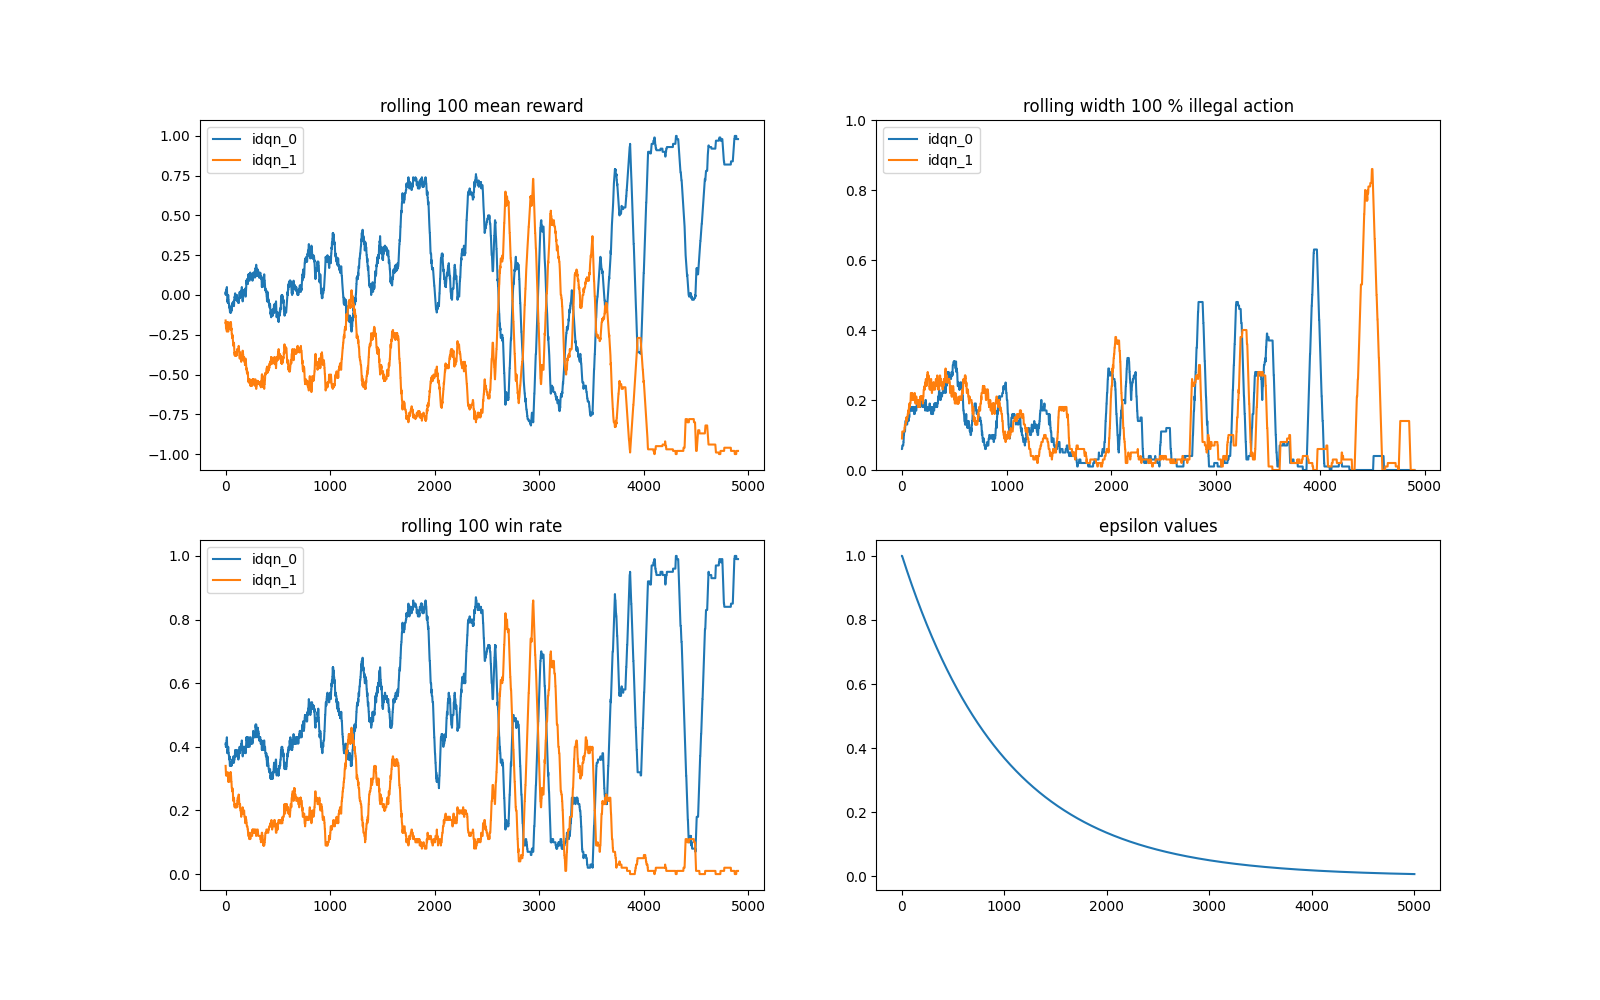 rolling 100 mean reward
idqn_0
idqn_1
1.00
0.75
0.50
0.25
0.00
−0.25
−0.50
−0.75
−1.00
0 1000 2000 3000 4000 5000
rolling width 100 % illegal action
idqn_0
idqn_1
1.0
0.8
0.6
0.4
0.2
0.0
0 1000 2000 3000 4000 5000
rolling 100 win rate
idqn_0
idqn_1
1.0
0.8
0.6
0.4
0.2
0.0
0 1000 2000 3000 4000 5000
epsilon values
1.0
0.8
0.6
0.4
0.2
0.0
0 1000 2000 3000 4000 5000